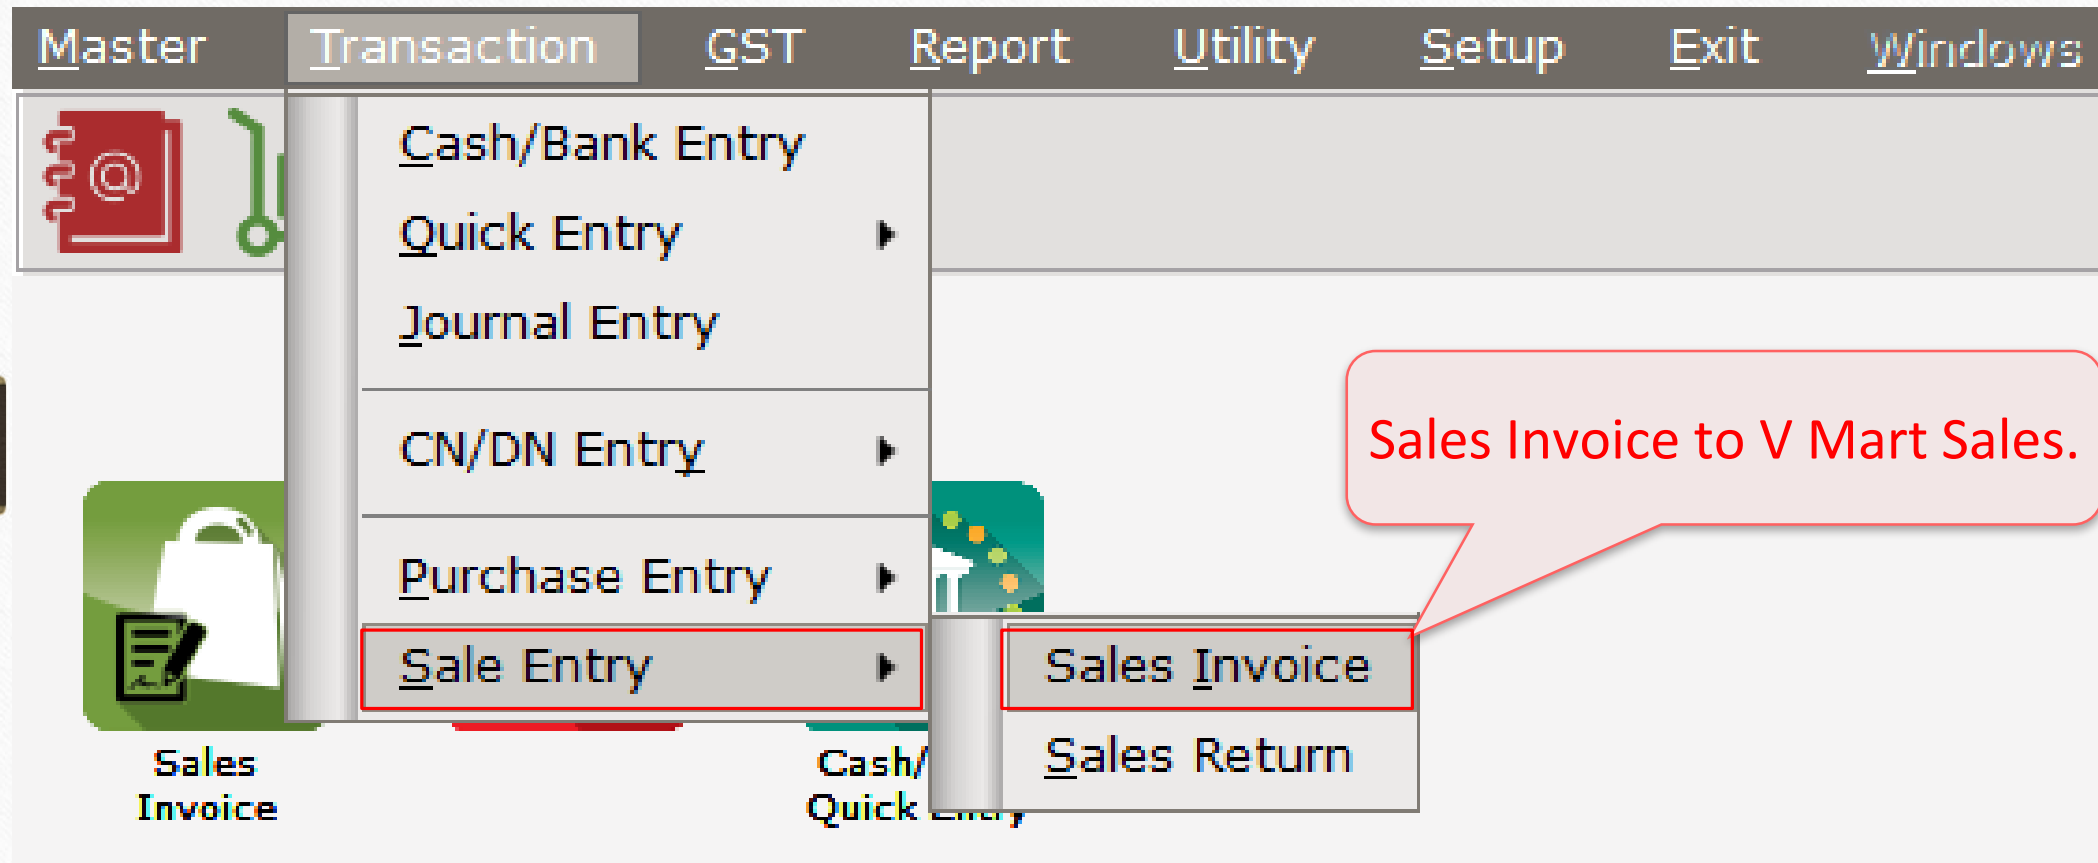 Master Transaction GST Report Utility Setup Exit Windows
@
Cash/Bank Entry
Quick Entry
Journal Entry
CN/DN Entry
Purchase Entry
Sale Entry
Sales Invoice
Sales Return
Sales Invoice to V Mart Sales.
Sales
Invoice
Cash/
Quick Entry